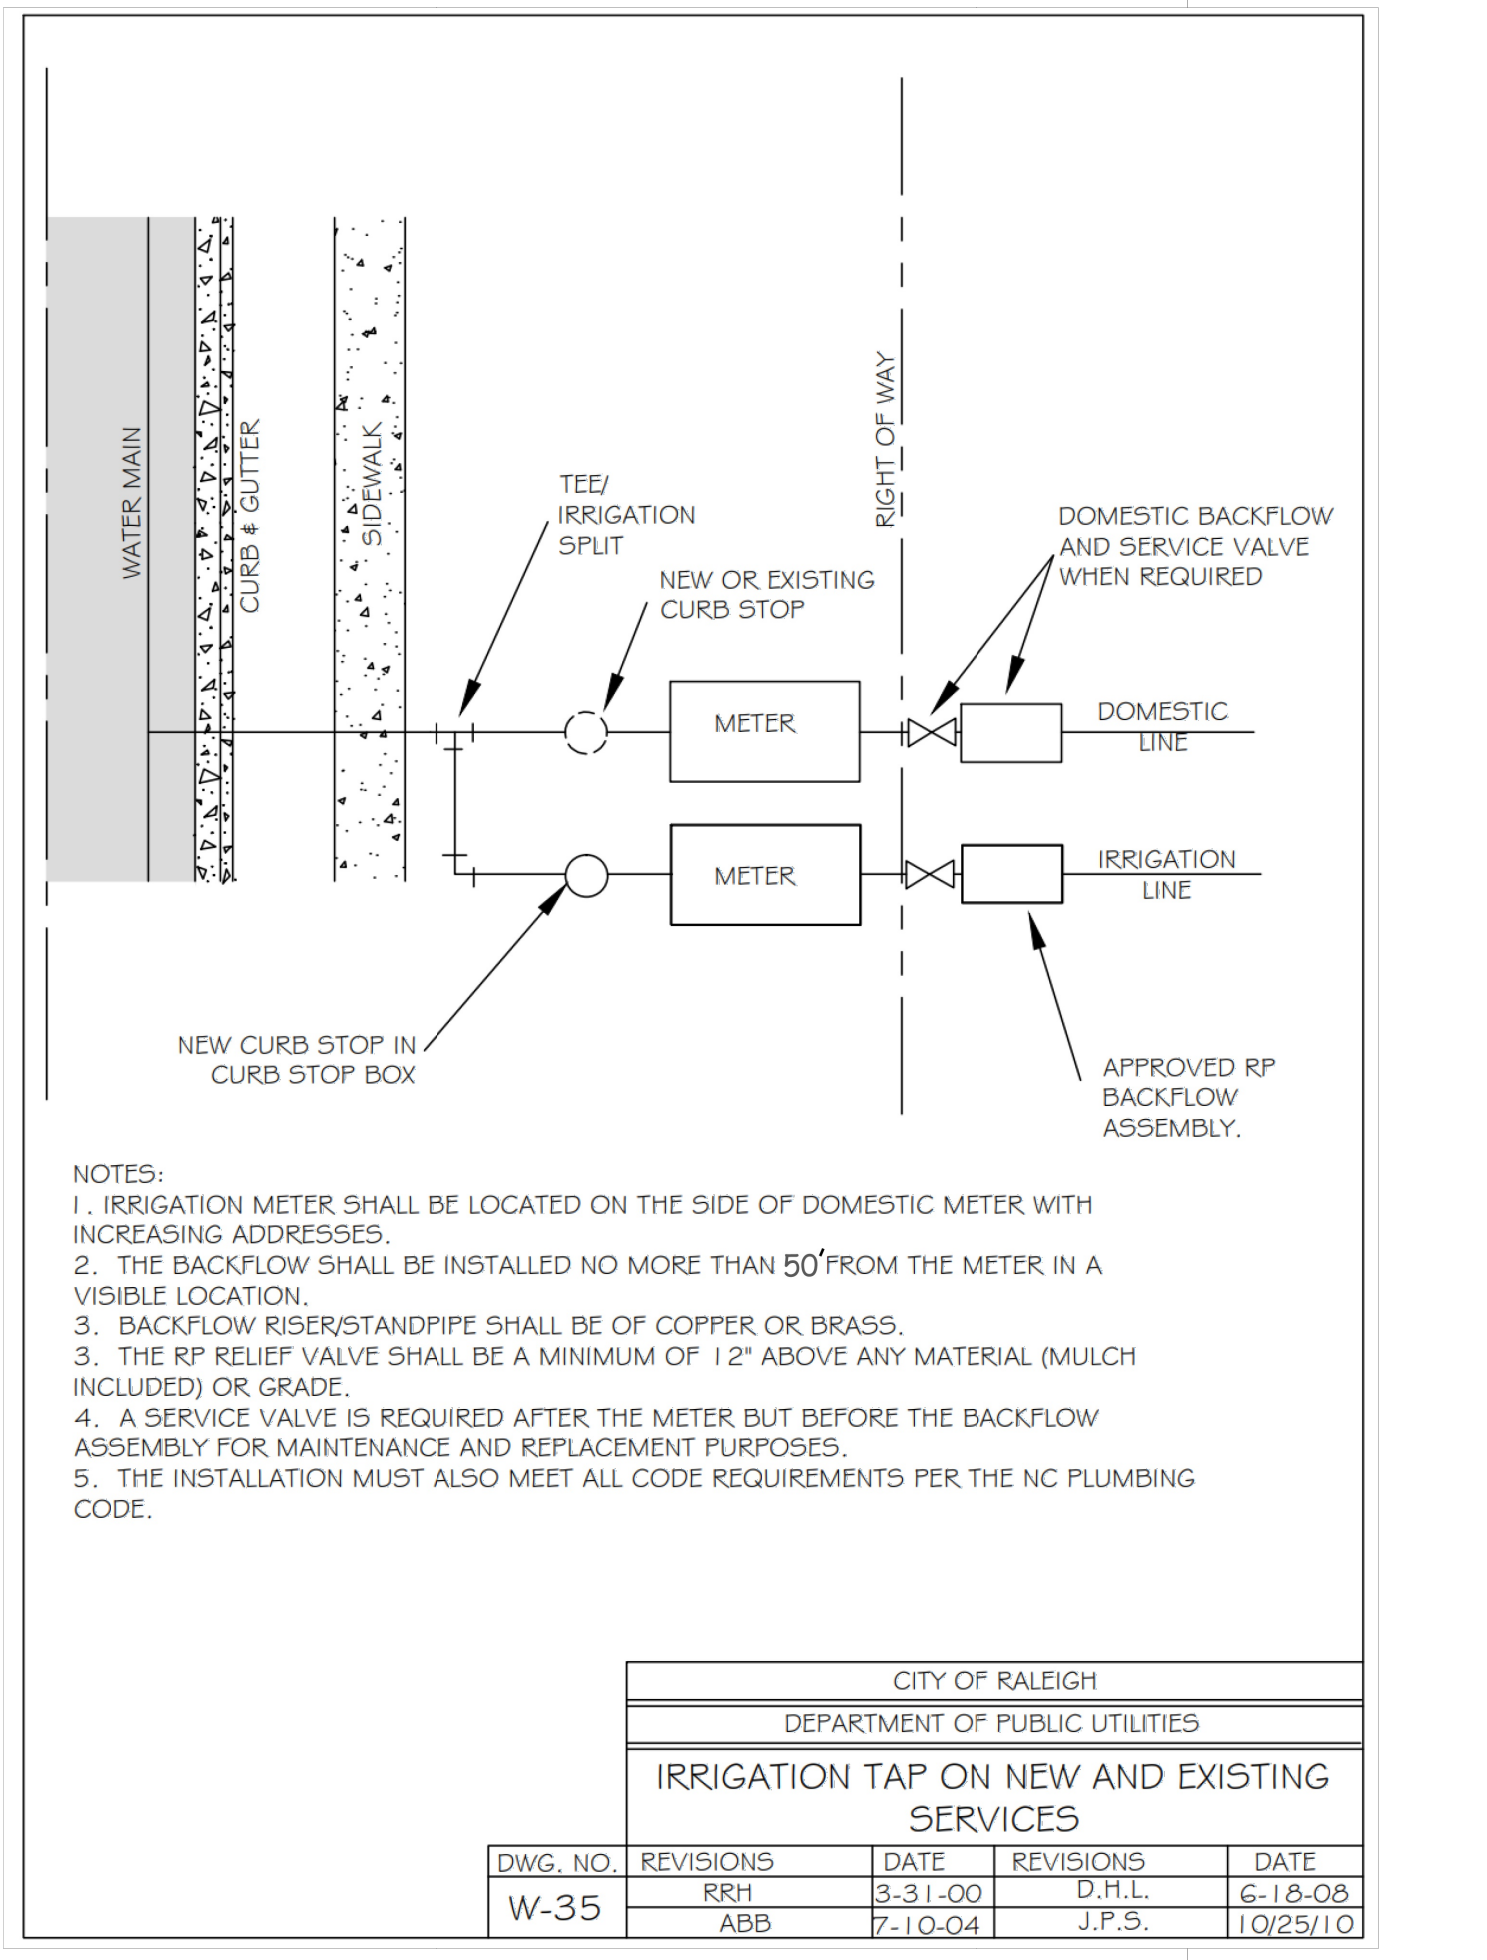 WATER MAIN
CURB & GUTTER
SIDEWALK
RIGHT OF WAY
TEE/
IRRIGATION
SPLIT
NEW OR EXISTING
CURB STOP
DOMESTIC BACKFLOW
AND SERVICE VALVE
WHEN REQUIRED
METER
DOMESTIC
LINE
METER
IRRIGATION
LINE
NEW CURB STOP IN
CURB STOP BOX
APPROVED RP
BACKFLOW
ASSEMBLY.
NOTES:
1. IRRIGATION METER SHALL BE LOCATED ON THE SIDE OF DOMESTIC METER WITH
INCREASING ADDRESSES.
2. THE BACKFLOW SHALL BE INSTALLED NO MORE THAN 50' FROM THE METER IN A
VISIBLE LOCATION.
3. BACKFLOW RISER/STANDPIPE SHALL BE OF COPPER OR BRASS.
3. THE RP RELIEF VALVE SHALL BE A MINIMUM OF 12" ABOVE ANY MATERIAL (MULCH
INCLUDED) OR GRADE.
4. A SERVICE VALVE IS REQUIRED AFTER THE METER BUT BEFORE THE BACKFLOW
ASSEMBLY FOR MAINTENANCE AND REPLACEMENT PURPOSES.
5. THE INSTALLATION MUST ALSO MEET ALL CODE REQUIREMENTS PER THE NC PLUMBING
CODE.
CITY OF RALEIGH
DEPARTMENT OF PUBLIC UTILITIES
IRRIGATION TAP ON NEW AND EXISTING
SERVICES
DWG. NO. REVISIONS DATE REVISIONS DATE
W-35
RRH 3-31-00 D.H.L. 6-18-08
ABB 7-10-04 J.P.S. 10/25/10